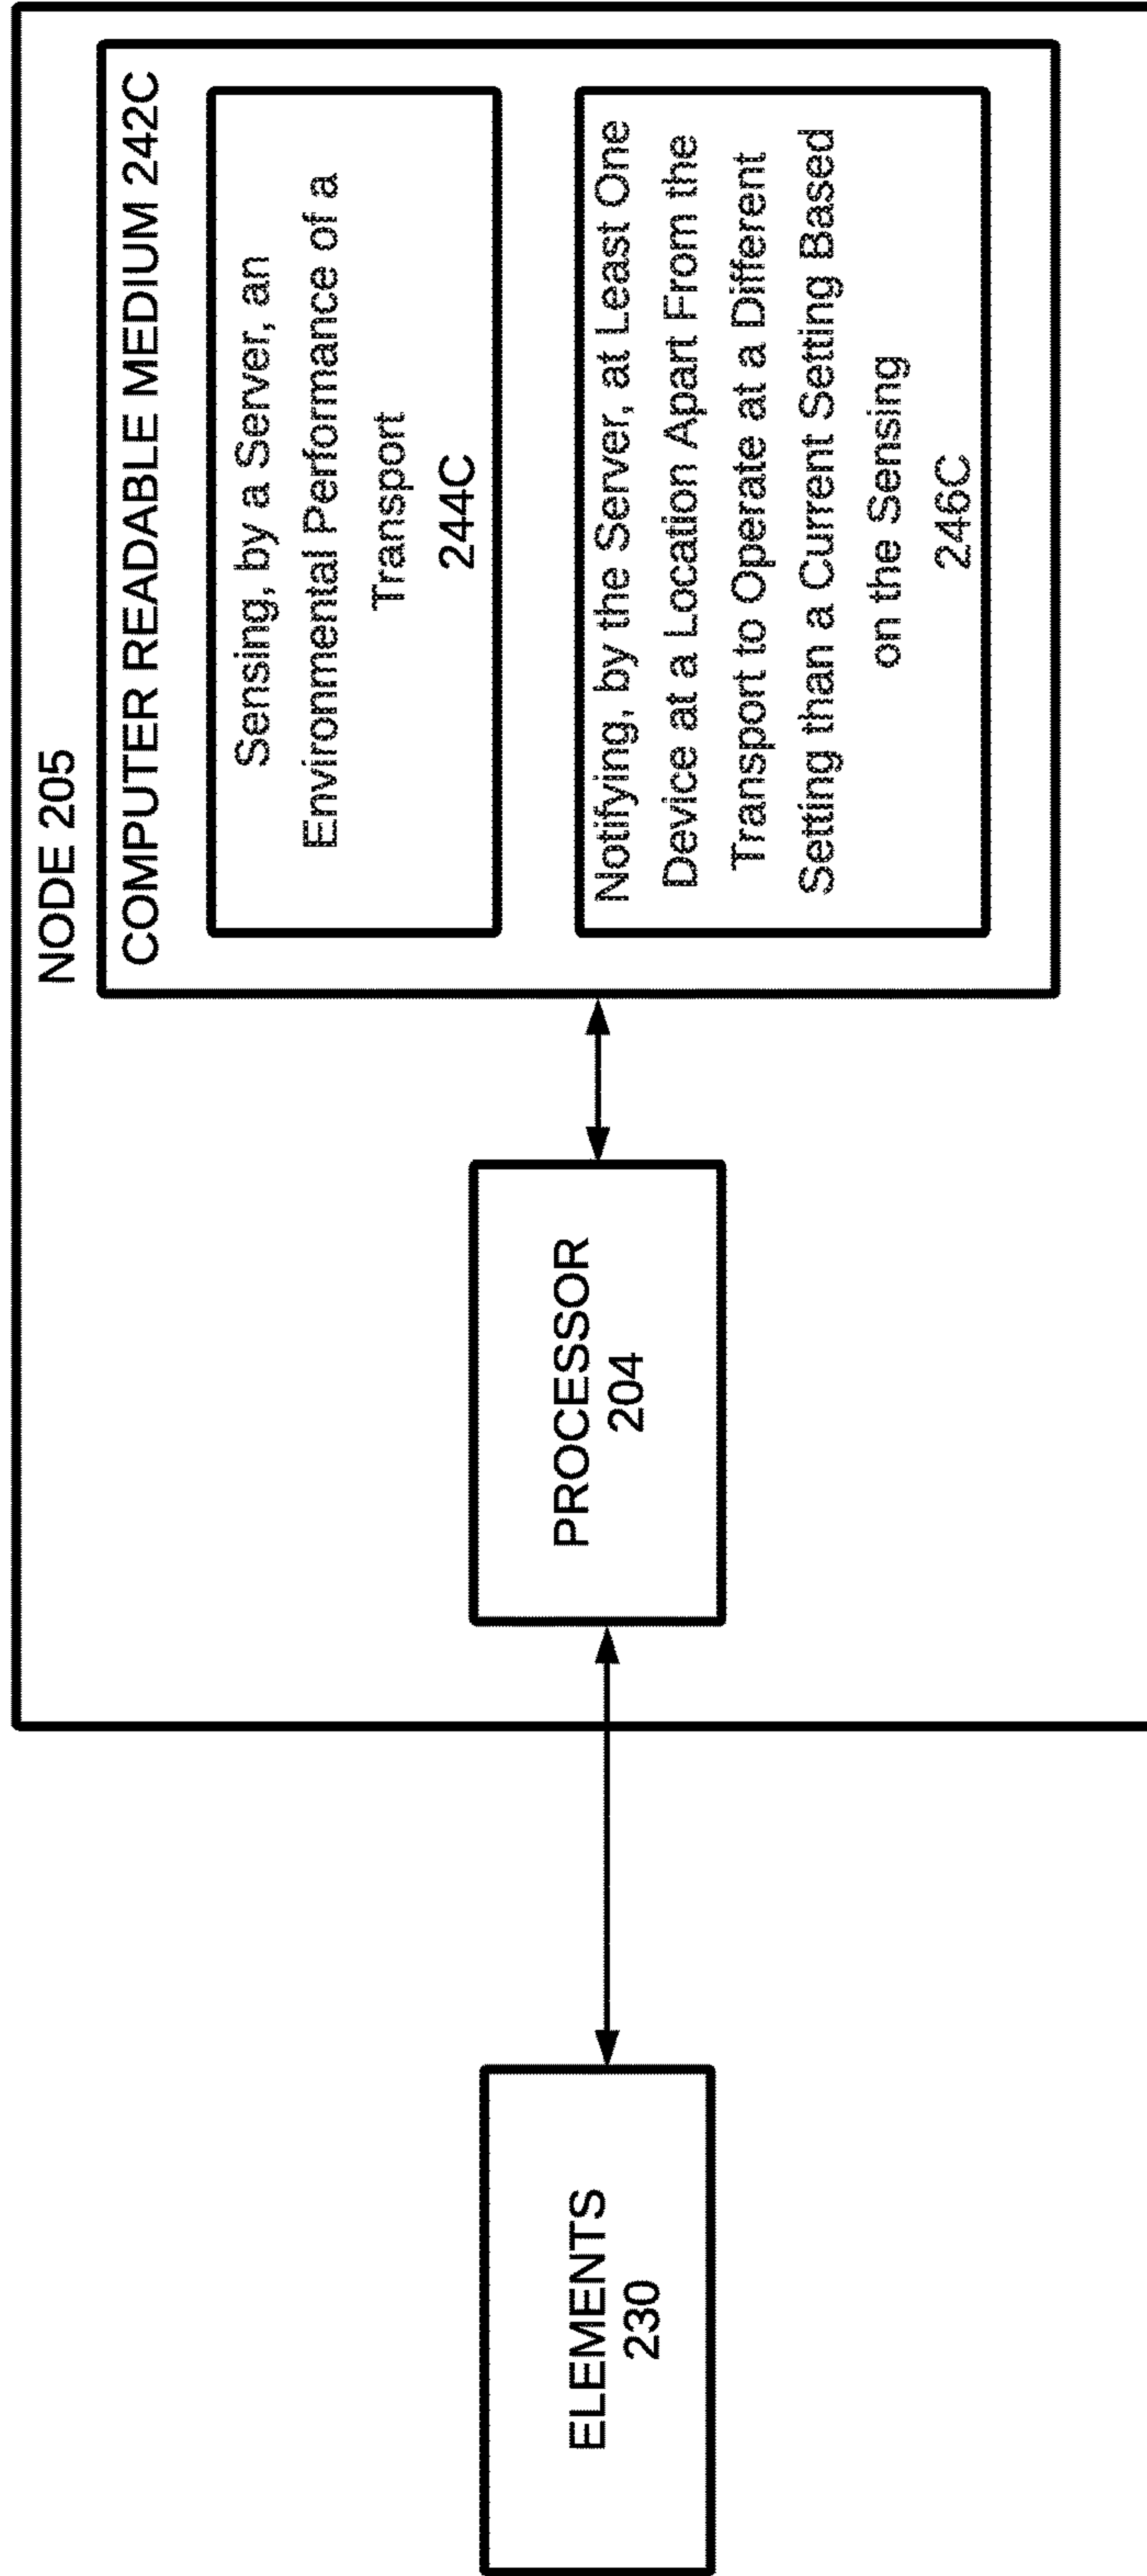 NODE 205
COMPUTER READABLE MEDIUM 242C
Sensing, by a Server, an
Environmental Performance of a
Transport
244C
Notifying, by the Server, at Least One
Device at a Location Apart From the
Transport to Operate at a Different
Setting than a Current Setting Based
on the Sensing
246C
PROCESSOR
204
ELEMENTS
230